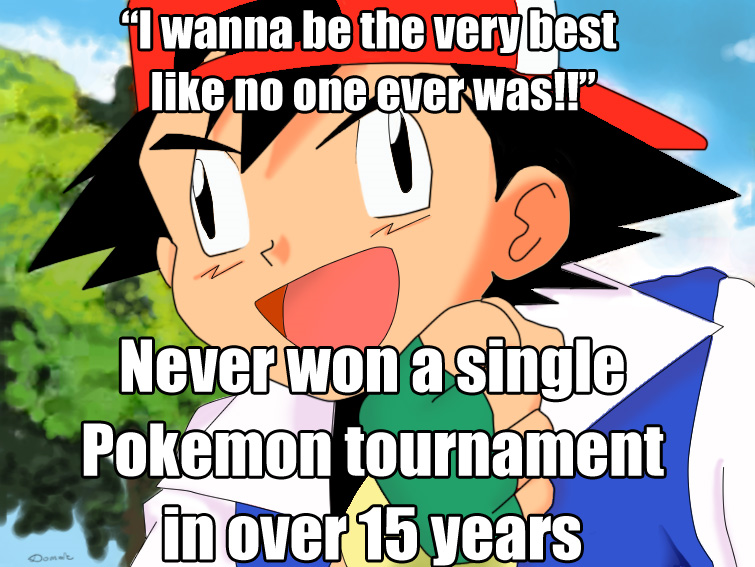 “I wanna be the very best
like no one ever was!!”
Never won a single
Pokemon tournament
in over 15 years